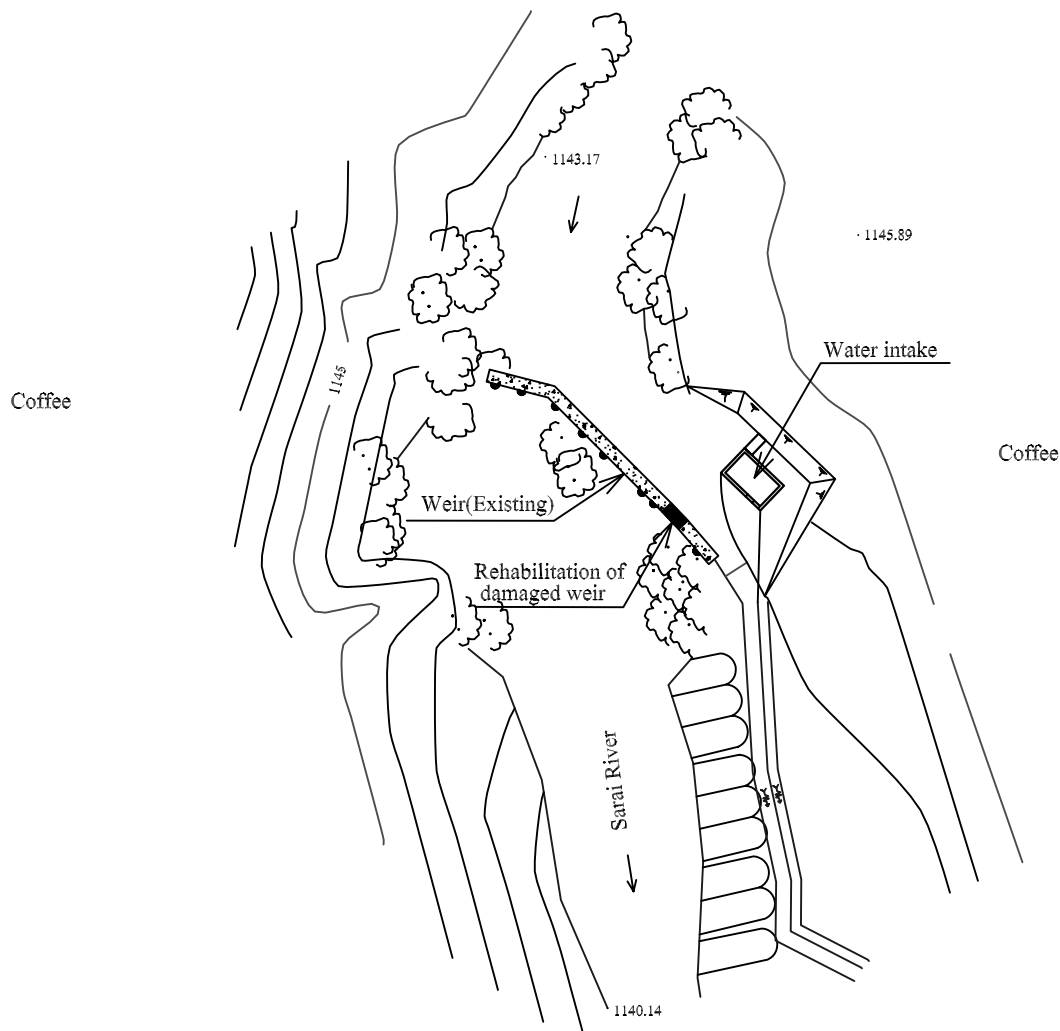 1143.17
1145.89
Water intake
1145
Coffee
Coffee
Weir(Existing)
Rehabilitation of
damaged weir
Sarai River
1140.14